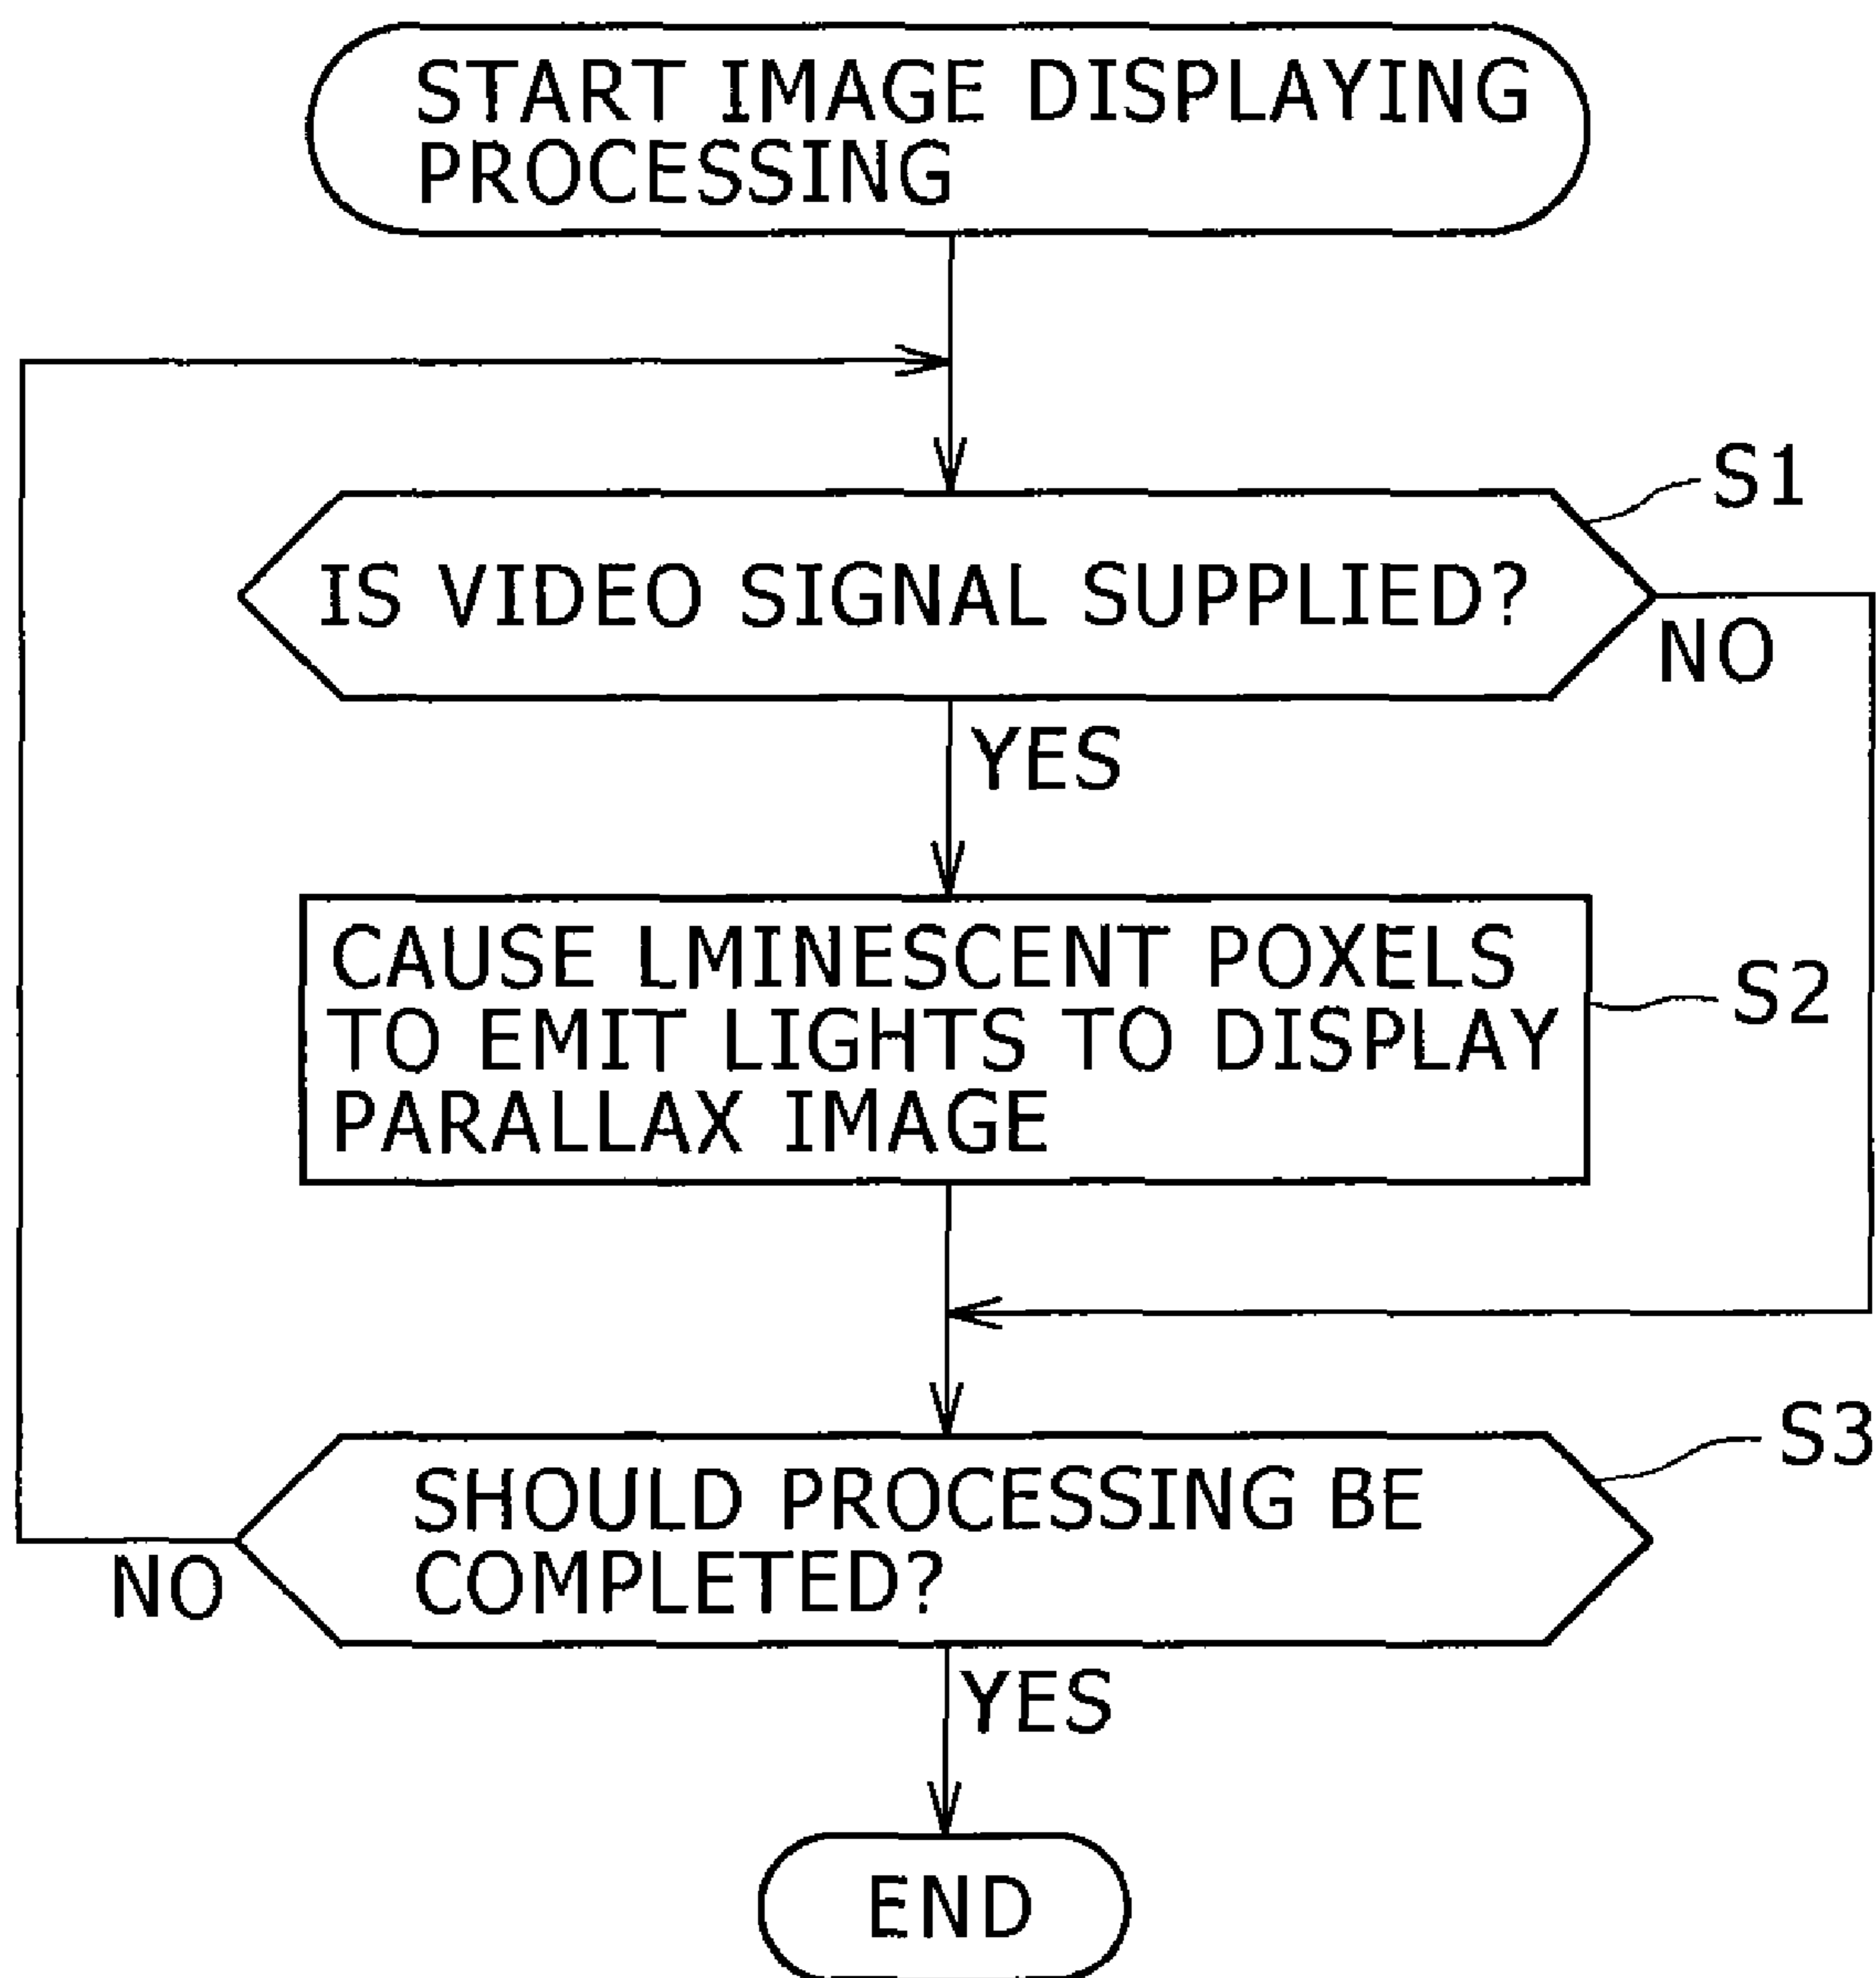 START IMAGE DISPLAYING
PROCESSING
S1
IS VIDEO SIGNAL SUPPLIED?
NO
YES
CAUSE LMINESCENT POXELS
TO EMIT LIGHTS TO DISPLAY
PARALLAX IMAGE
S2
S3
SHOULD PROCESSING BE
COMPLETED?
NO
YES
END